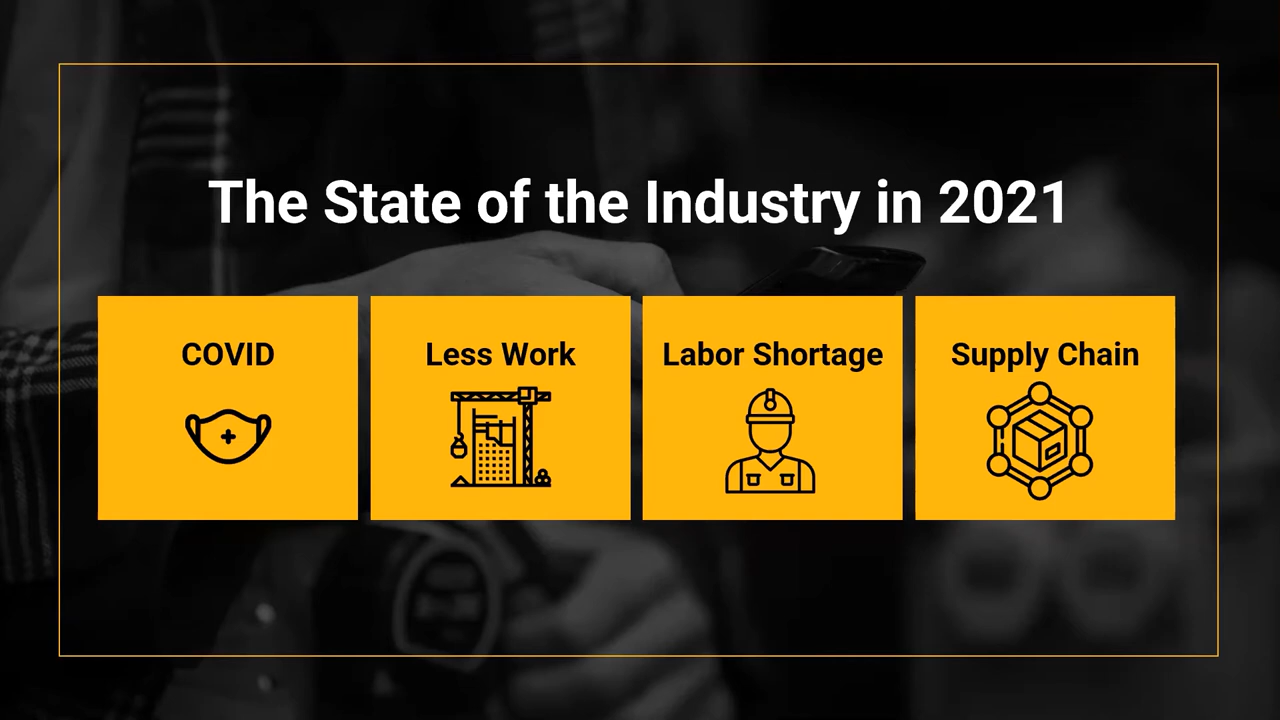 The State of the Industry in 2021
COVID
Less Work
Labor Shortage
Supply Chain